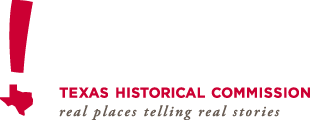 TEXAS HISTORICAL COMMISSION
real places telling real stories